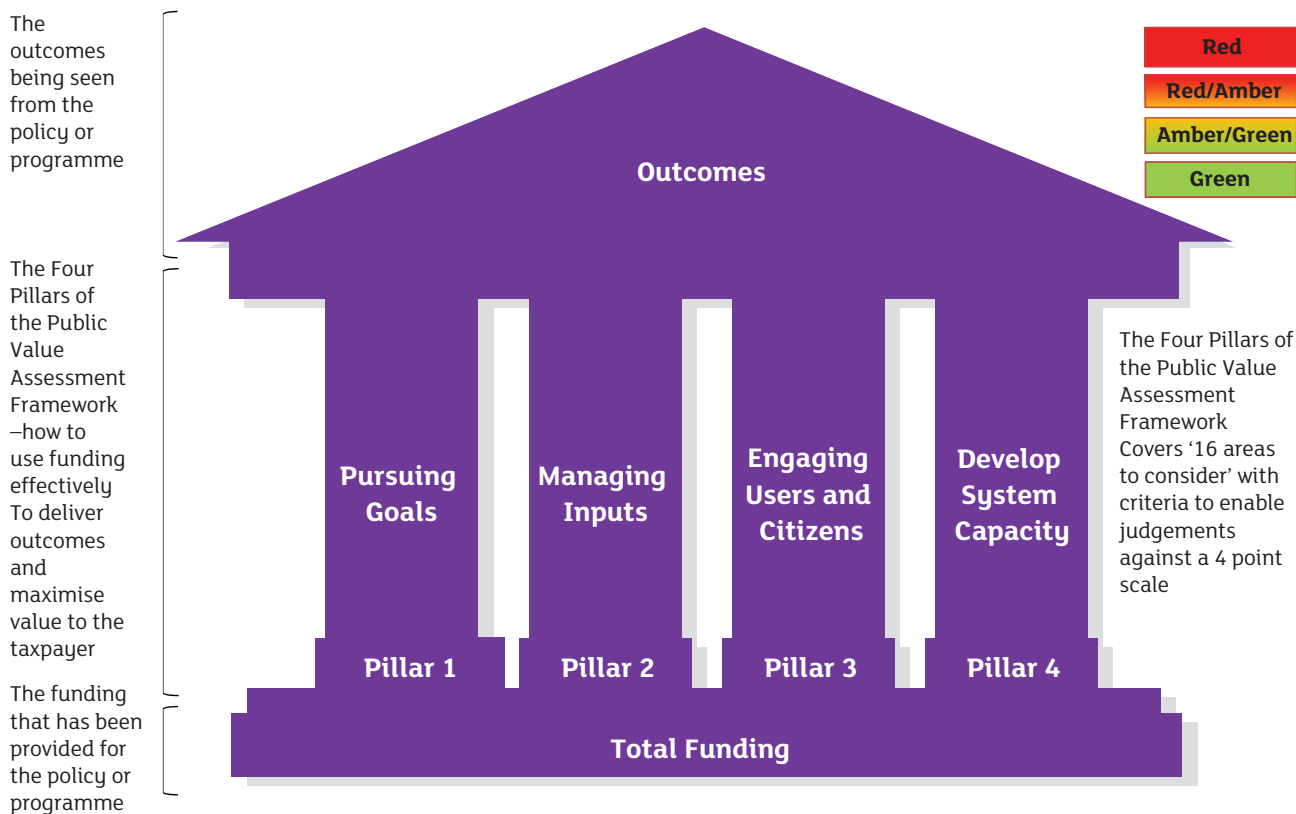 The
outcomes
being seen
from the
policy or
programme
Outcomes
Red
Red/Amber
Amber/Green
Green
The Four
Pillars of
the Public
Value
Assessment
Framework
–how to
use funding
effectively
To deliver
outcomes
and
maximise
value to the
taxpayer
Pursuing
Goals
Managing
Inputs
Engaging
Users and
Citizens
Develop
System
Capacity
The Four Pillars of
the Public Value
Assessment
Framework
Covers ‘16 areas
to consider’ with
criteria to enable
judgements
against a 4 point
scale
Pillar 1
Pillar 2
Pillar 3
Pillar 4
The funding
that has been
provided for
the policy or
programme
Total Funding